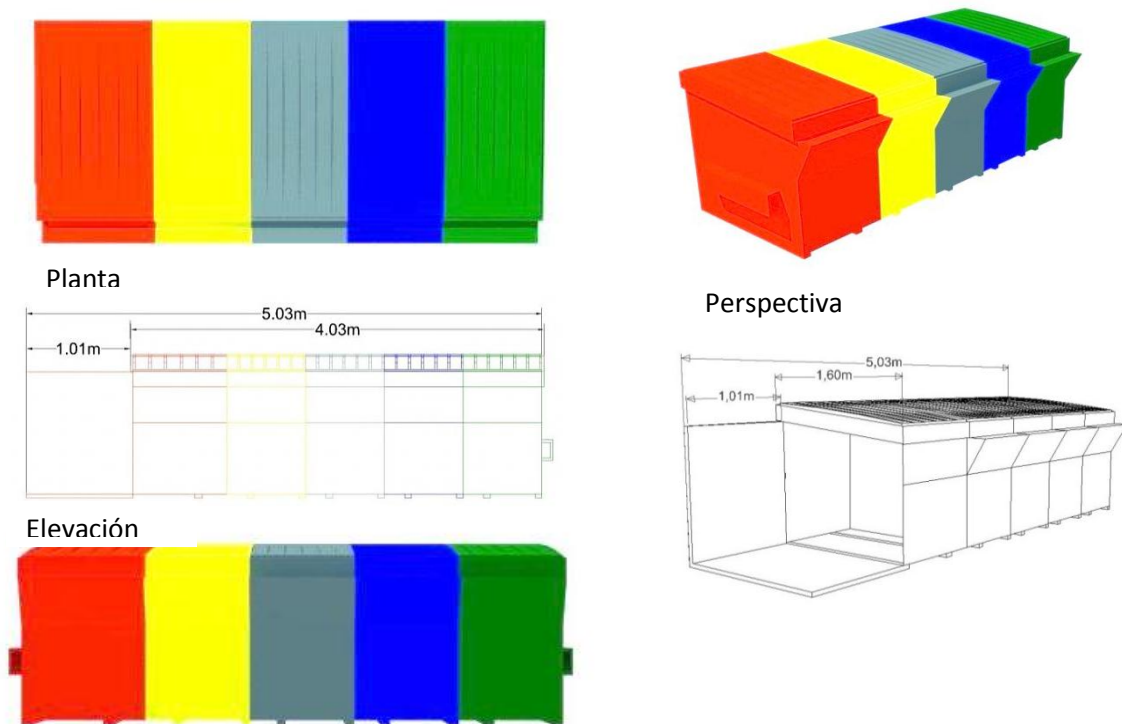 Planta
Perspectiva
5.03m
4.03m
1.01m
5,03m
1,60m
1,01m
Elevación